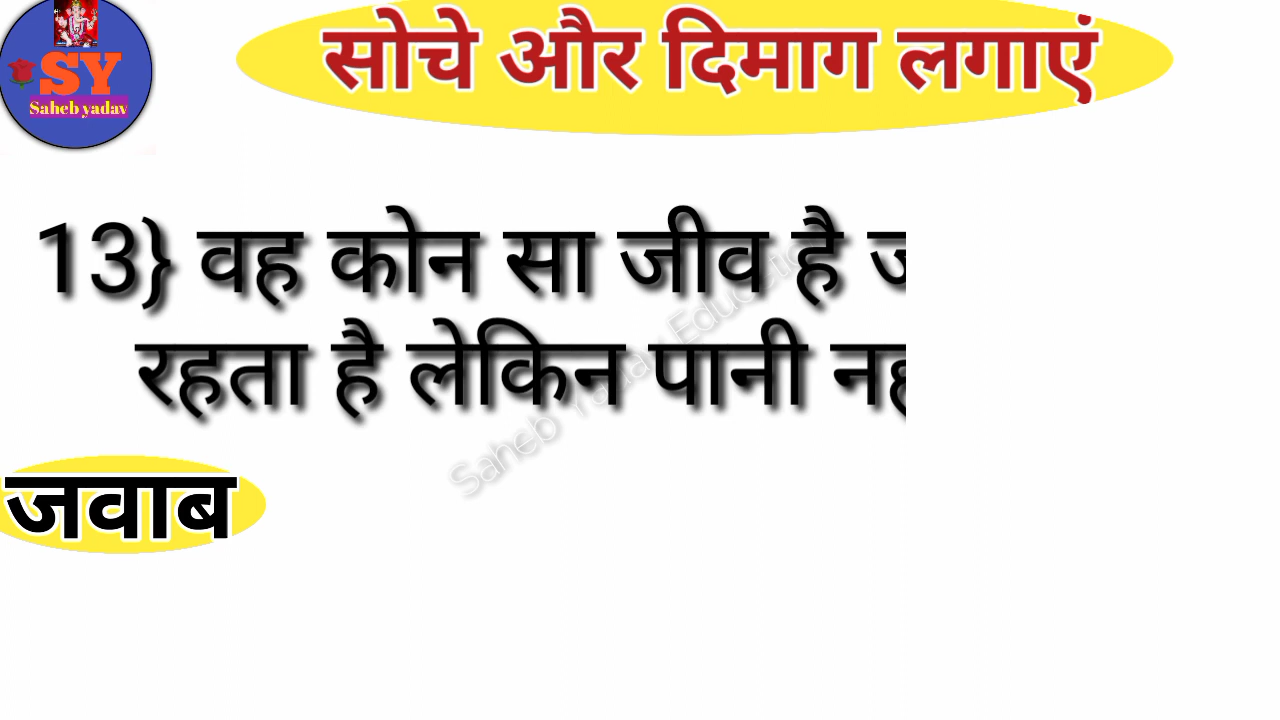 SY
Saheb yadav
सोचे और दिमाग लगाएं
13} वह कोन सा जीव है
रहता है लेकिन पानी
जवाब